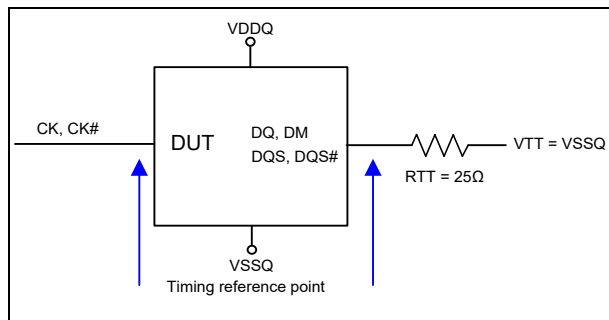 VDDQ
CK, CK#
DUT
DQ, DM
DQS, DQS#
VTT = VSSQ
RTT = 25Ω
VSSQ
Timing reference point